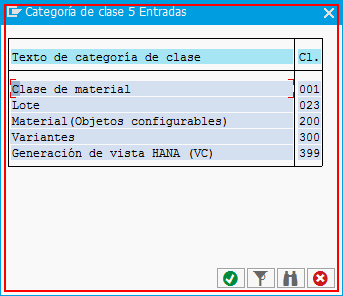 Categoría de clase 5 Entradas
Texto de categoría de clase Cl.
Clase de material 001
Lote 023
Material(Objetos configurables) 200
Variantes 300
Generación de vista HANA (VC) 399